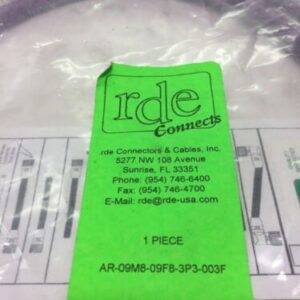 rde
Connects
rde Connectors & Cables, Inc.
5277 NW 108 Avenue
Sunrise, FL 33351
Phone: (954) 746-6400
Fax: (954) 746-4700
E-Mail: rde@rde-usa.com
1 PIECE
AR-09M8-09F8-3P3-003F